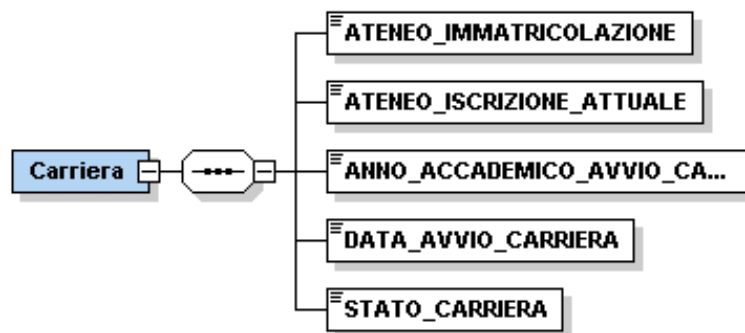 ATENEO_IMMATRICOLAZIONE
ATENEO_ISCRIZIONE_ATTUALE
Carriera
ANNO_ACCADEMICO_AVVIO_CA...
DATA_AVVIO_CARRIERA
STATO_CARRIERA